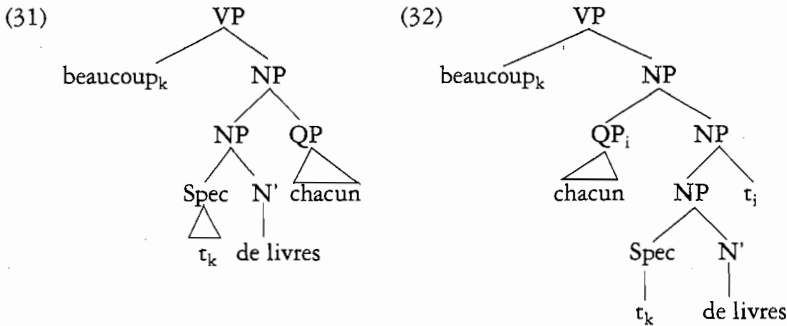 (31) VP (32) VP
beaucoupk NP beaucoupk NP
NP QP QPi NP
Spec N' chacun chacun NP ti
tk de livres Spec N'
tk de livres